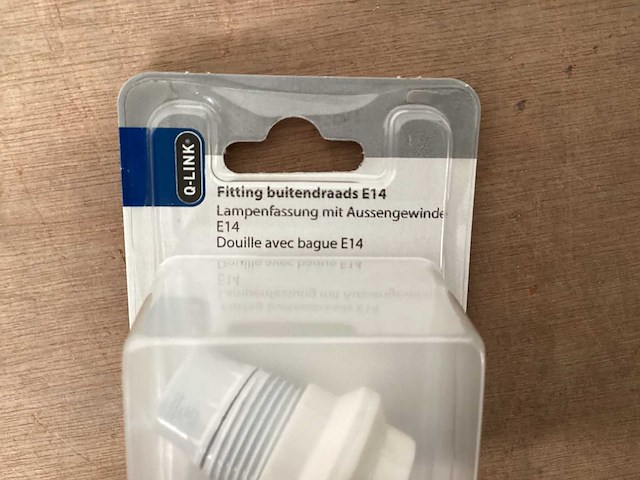 Q-LINK
Fitting buitendraads E14
Lampenfassung mit Aussengewinde
E14
Douille avec bague E14